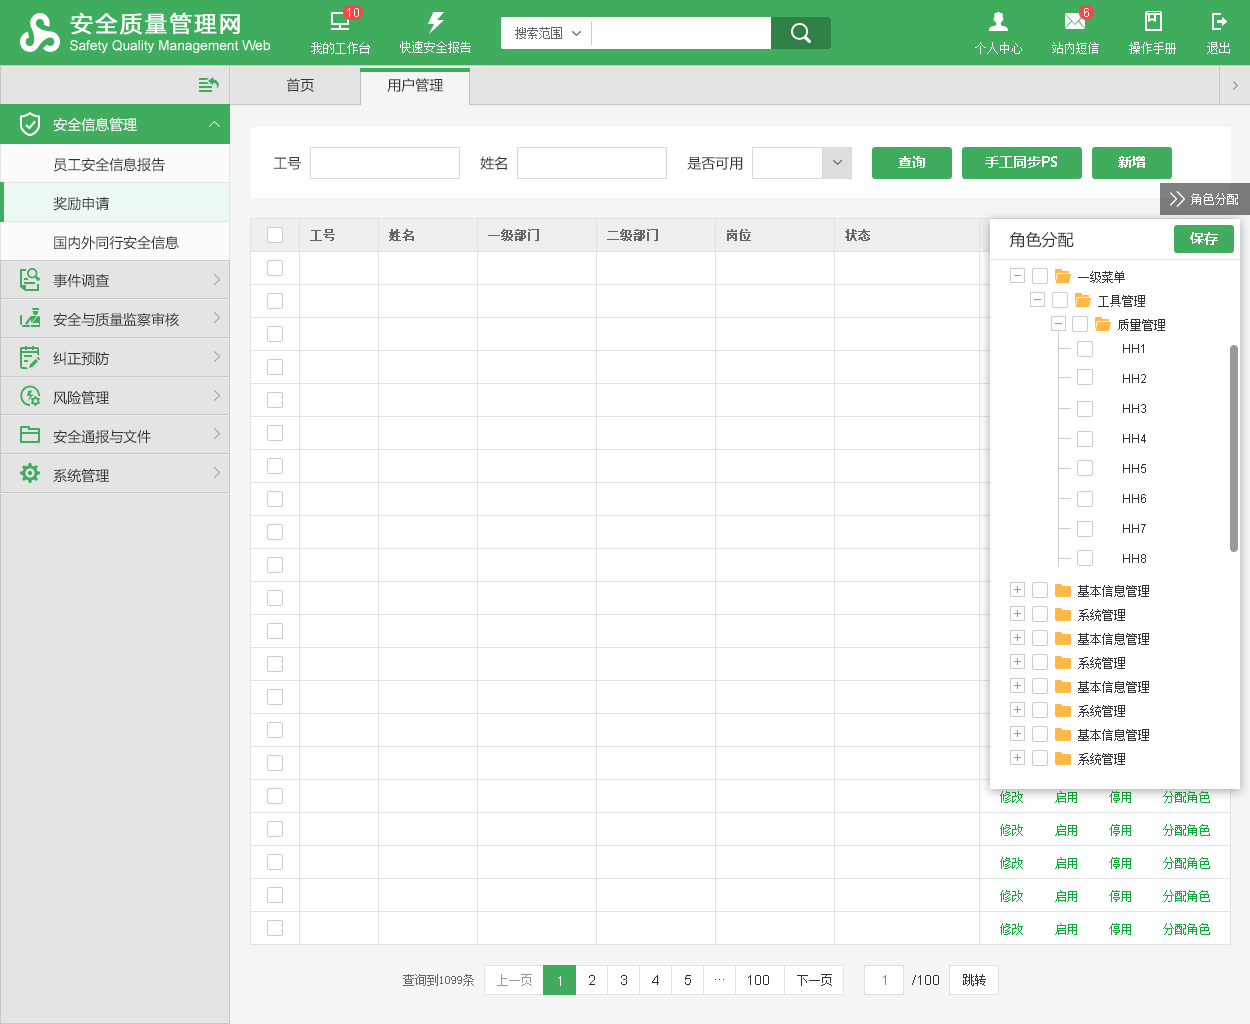 安全质量管理网
Safety Quality Management Web
10
我的工作台
快速安全报告
搜索范围
个人中心
6
站内短信
操作手册
退出
首页
用户管理
安全信息管理
员工安全信息报告
奖励申请
国内外同行安全信息
事件调查
安全与质量监察审核
纠正预防
风险管理
安全通报与文件
系统管理
工号
姓名
是否可用
查询
手工同步PS
新增
角色分配
工号
姓名
一级部门
二级部门
岗位
状态
角色分配
保存
一级菜单
工具管理
质量管理
HH1
HH2
HH3
HH4
HH5
HH6
HH7
HH8
基本信息管理
系统管理
基本信息管理
系统管理
基本信息管理
系统管理
基本信息管理
系统管理
修改 启用 停用 分配角色
修改 启用 停用 分配角色
修改 启用 停用 分配角色
修改 启用 停用 分配角色
修改 启用 停用 分配角色
查询到1099条 上一页 1 2 3 4 5 ... 100 下一页 1 /100 跳转